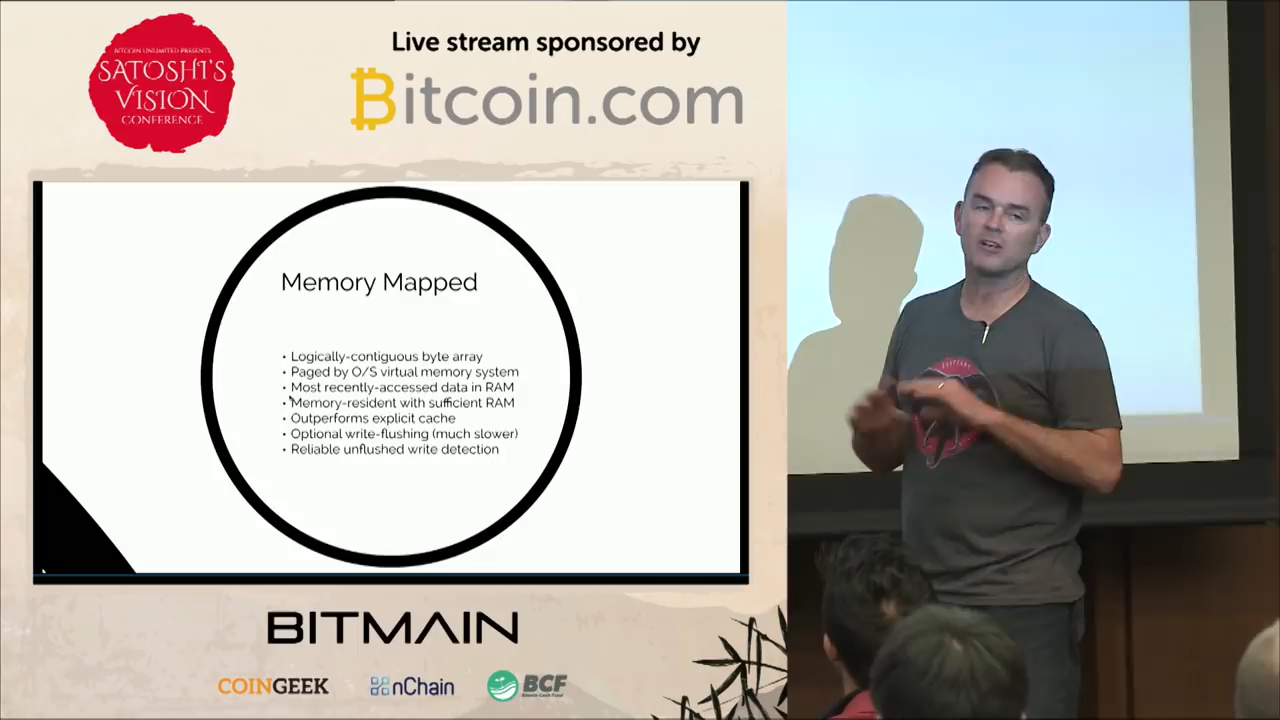 BITCOIN UNLIMITED PRESENTS
SATOSHI'S
VISION
CONFERENCE
Live stream sponsored by
Bitcoin.com
Memory Mapped
• Logically-contiguous byte array
• Paged by O/S virtual memory system
• Most recently-accessed data in RAM
• Memory-resident with sufficient RAM
• Outperforms explicit cache
• Optional write-flushing (much slower)
• Reliable unflushed write detection
BITMAIN
COINGEEK
nChain
BCF